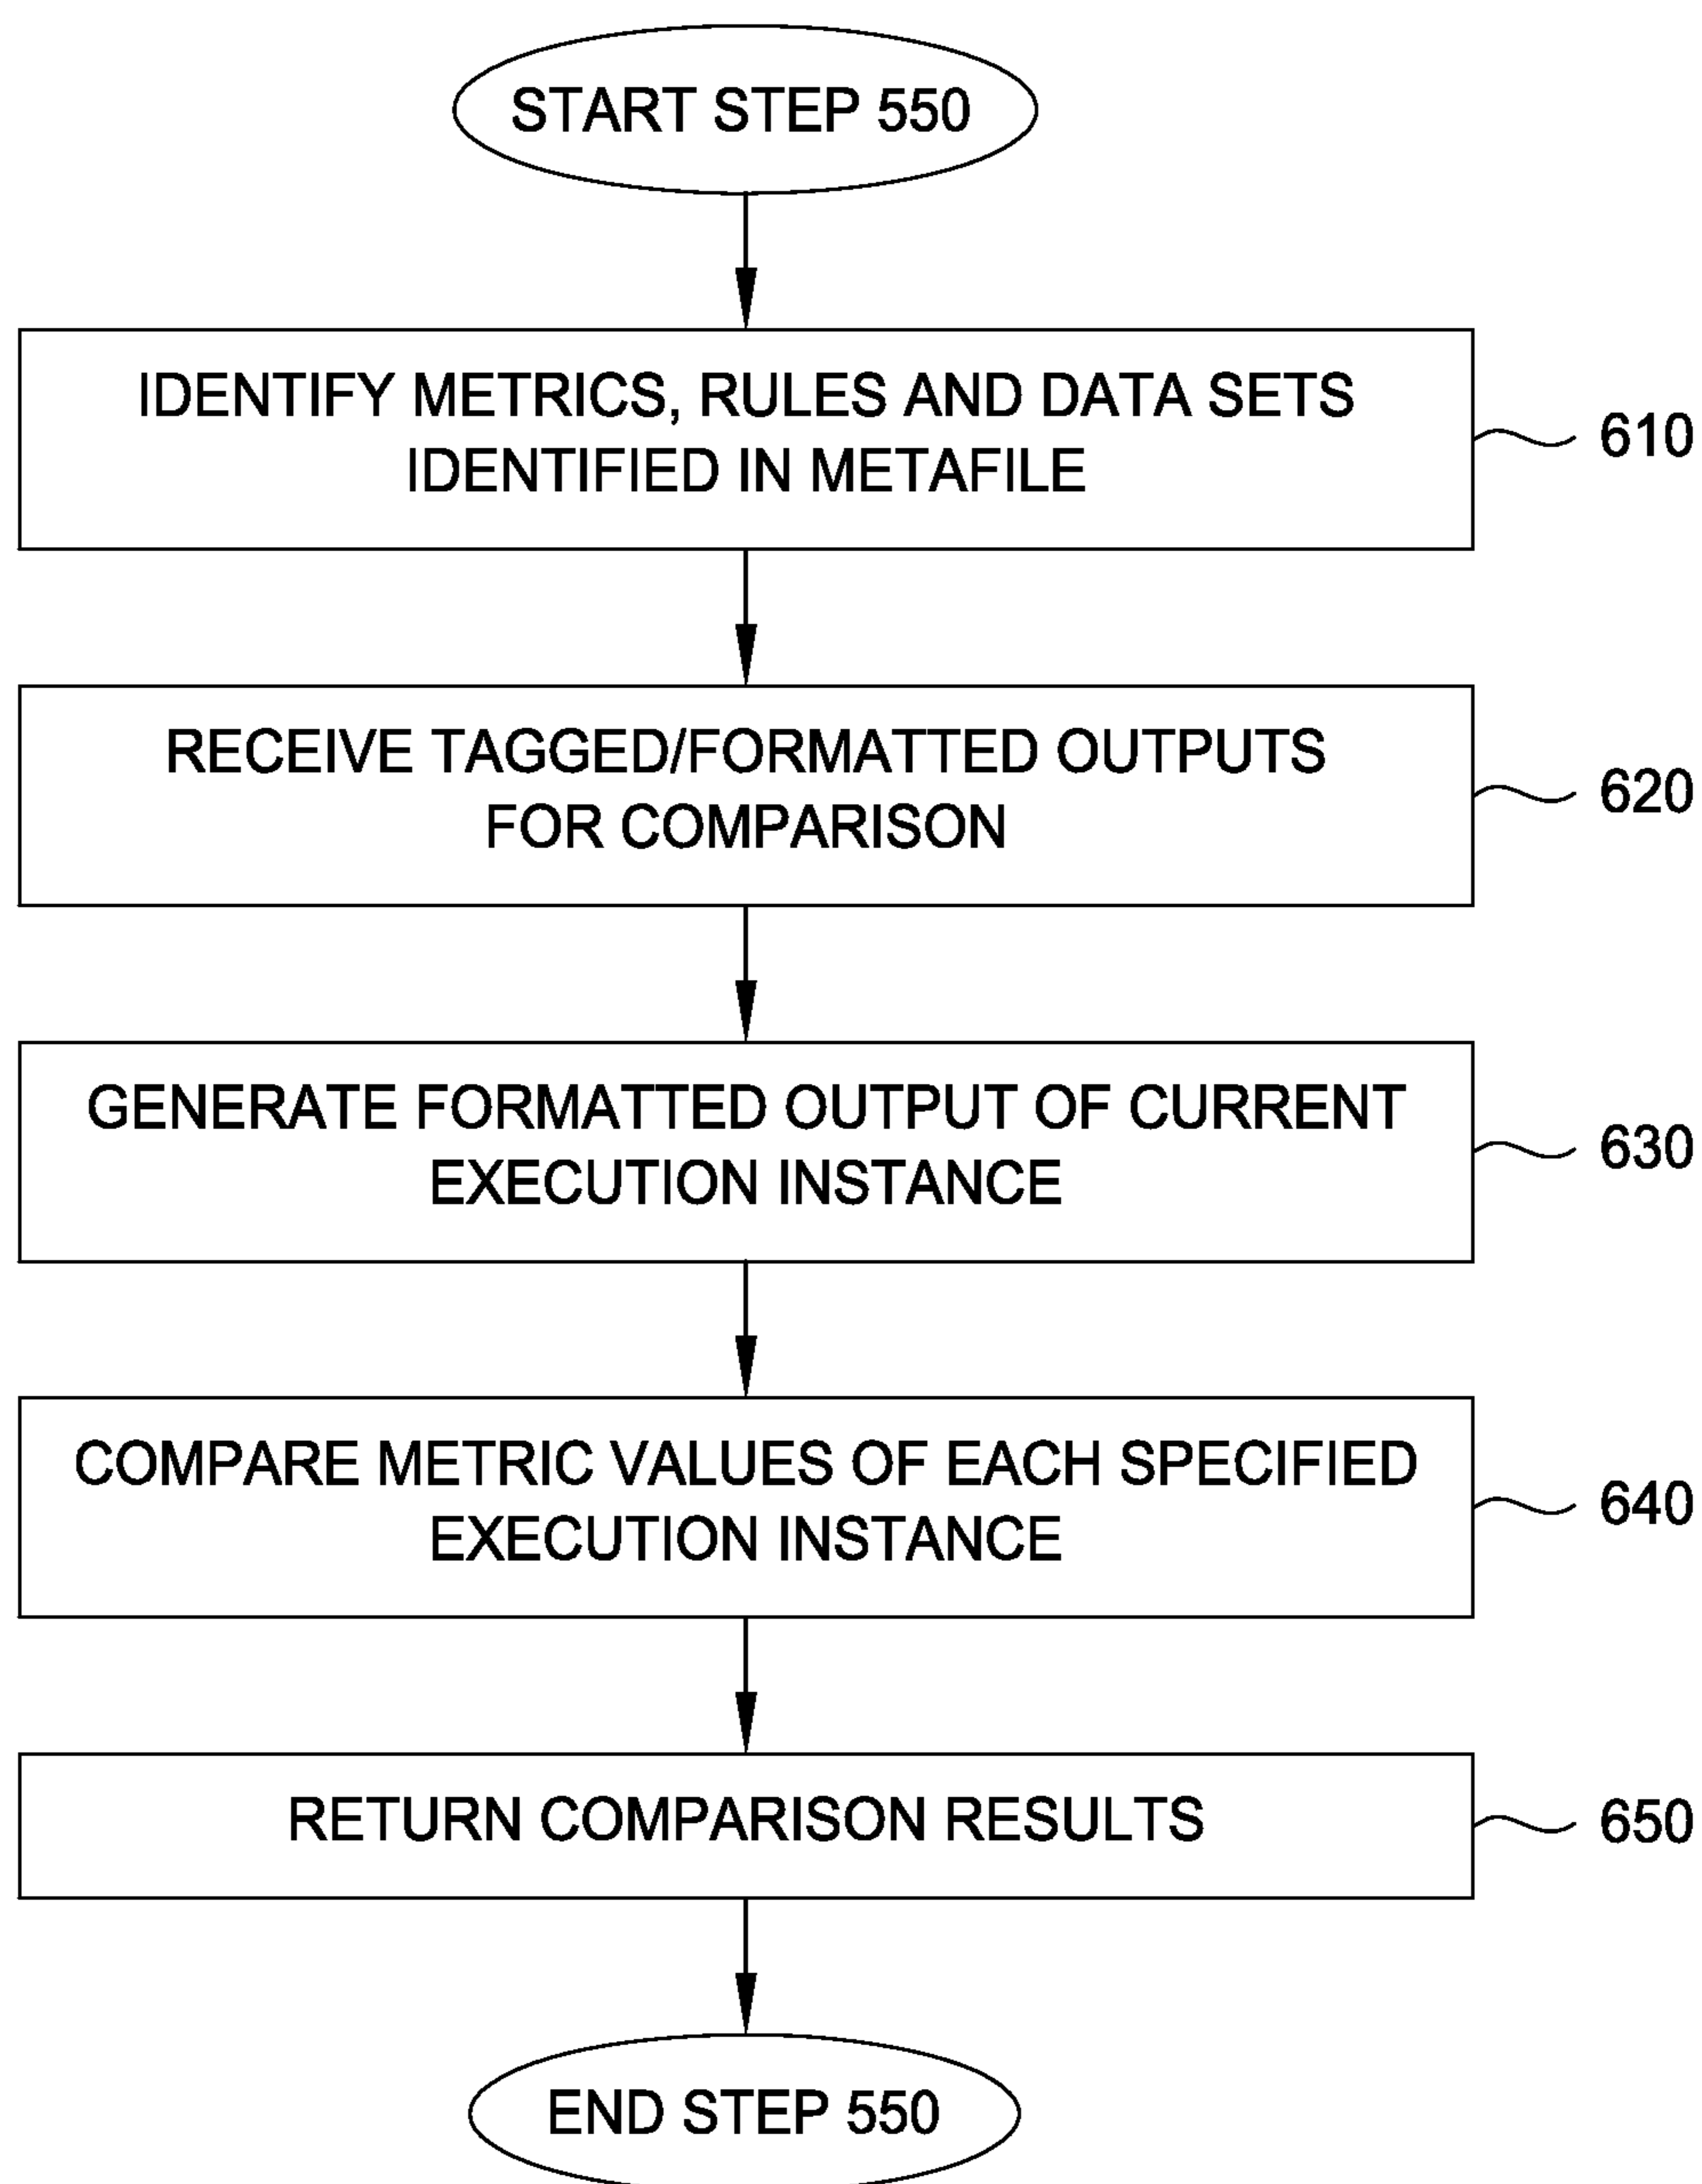 START STEP 550
IDENTIFY METRICS, RULES AND DATA SETS
IDENTIFIED IN METAFILE
610
RECEIVE TAGGED/FORMATTED OUTPUTS
FOR COMPARISON
620
GENERATE FORMATTED OUTPUT OF CURRENT
EXECUTION INSTANCE
630
COMPARE METRIC VALUES OF EACH SPECIFIED
EXECUTION INSTANCE
640
RETURN COMPARISON RESULTS
650
END STEP 550